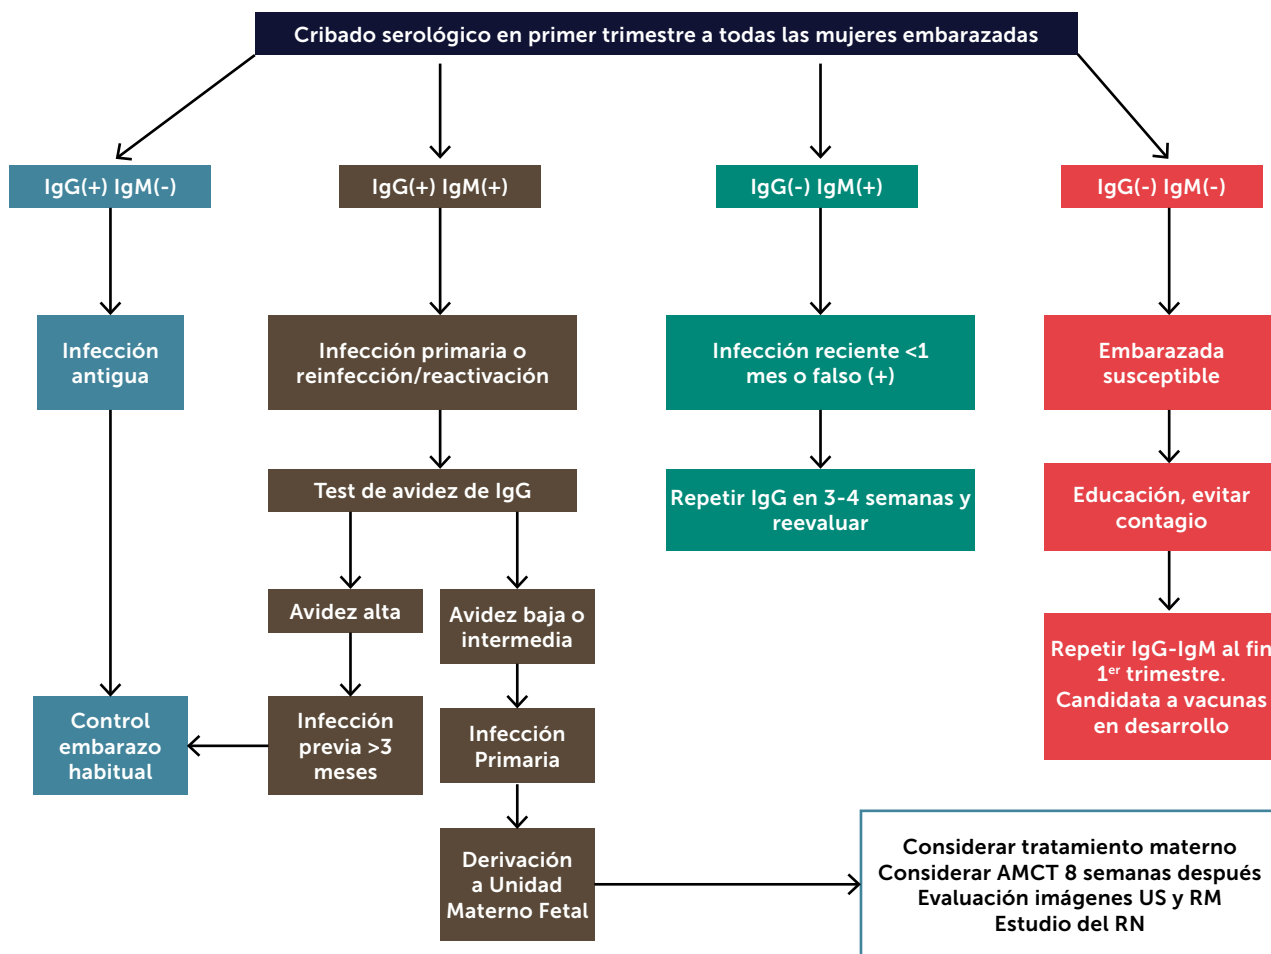 Cribado serológico en primer trimestre a todas las mujeres embarazadas
IgG(+) IgM(-)
IgG(+) IgM(+)
IgG(-) IgM(+)
IgG(-) IgM(-)
Infección
antigua
Infección primaria o
reinfección/reactivación
Infección reciente <1
mes o falso (+)
Embarazada
susceptible
Test de avidez de IgG
Repetir IgG en 3-4 semanas y
reevaluar
Educación, evitar
contagio
Avidez alta
Avidez baja o
intermedia
Repetir IgG-IgM al fin
1er trimestre.
Candidata a vacunas
en desarrollo
Control
embarazo
habitual
Infección
previa >3
meses
Infección
Primaria
Derivación
a Unidad
Materno Fetal
Considerar tratamiento materno
Considerar AMCT 8 semanas después
Evaluación imágenes US y RM
Estudio del RN